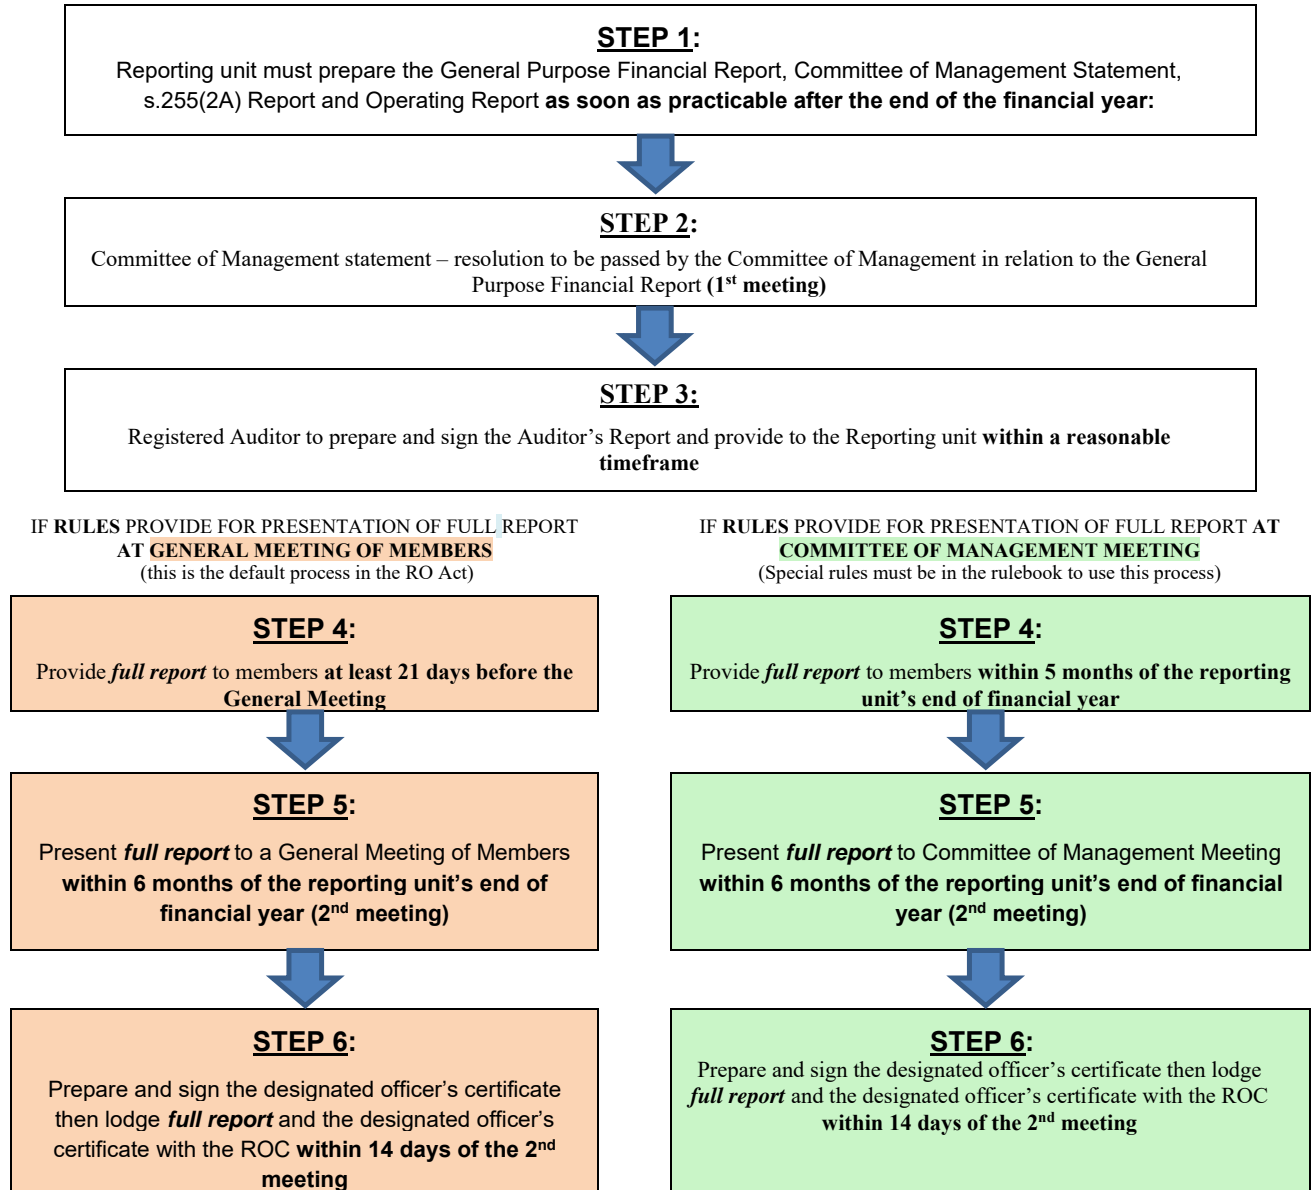 STEP 1:
Reporting unit must prepare the General Purpose Financial Report, Committee of Management Statement,
s.255(2A) Report and Operating Report as soon as practicable after the end of the financial year:
STEP 2:
Committee of Management statement – resolution to be passed by the Committee of Management in relation to the General
Purpose Financial Report (1st meeting)
STEP 3:
Registered Auditor to prepare and sign the Auditor's Report and provide to the Reporting unit within a reasonable
timeframe
IF RULES PROVIDE FOR PRESENTATION OF FULL REPORT
AT GENERAL MEETING OF MEMBERS
(this is the default process in the RO Act)
STEP 4:
Provide full report to members at least 21 days before the
General Meeting
STEP 5:
Present full report to a General Meeting of Members
within 6 months of the reporting unit's end of
financial year (2nd meeting)
STEP 6:
Prepare and sign the designated officer's certificate
then lodge full report and the designated officer's
certificate with the ROC within 14 days of the 2nd
meeting
IF RULES PROVIDE FOR PRESENTATION OF FULL REPORT AT
COMMITTEE OF MANAGEMENT MEETING
(Special rules must be in the rulebook to use this process)
STEP 4:
Provide full report to members within 5 months of the reporting
unit's end of financial year
STEP 5:
Present full report to Committee of Management Meeting
within 6 months of the reporting unit's end of financial
year (2nd meeting)
STEP 6:
Prepare and sign the designated officer's certificate then lodge
full report and the designated officer's certificate with the ROC
within 14 days of the 2nd meeting